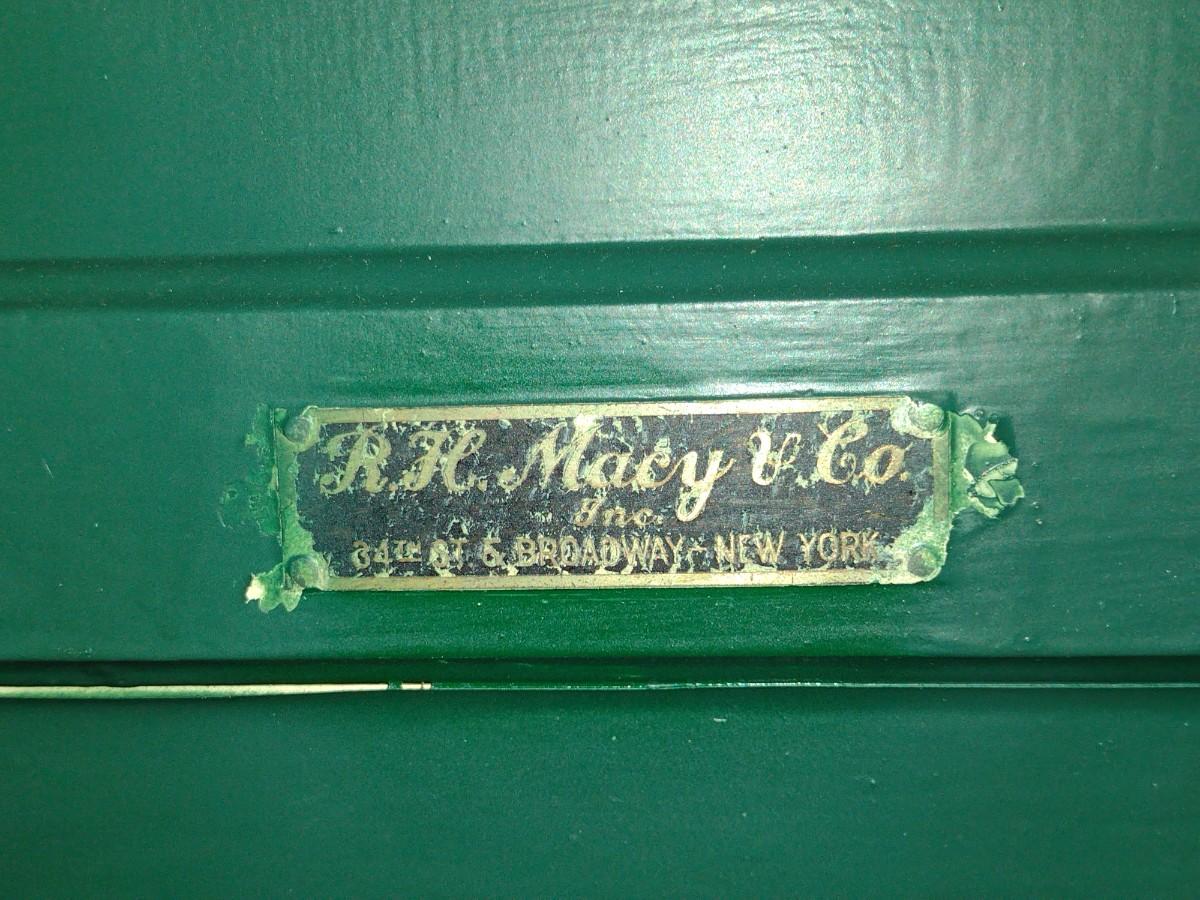 R.H. Macy & Co.
Inc.
34TH ST & BROADWAY - NEW YORK